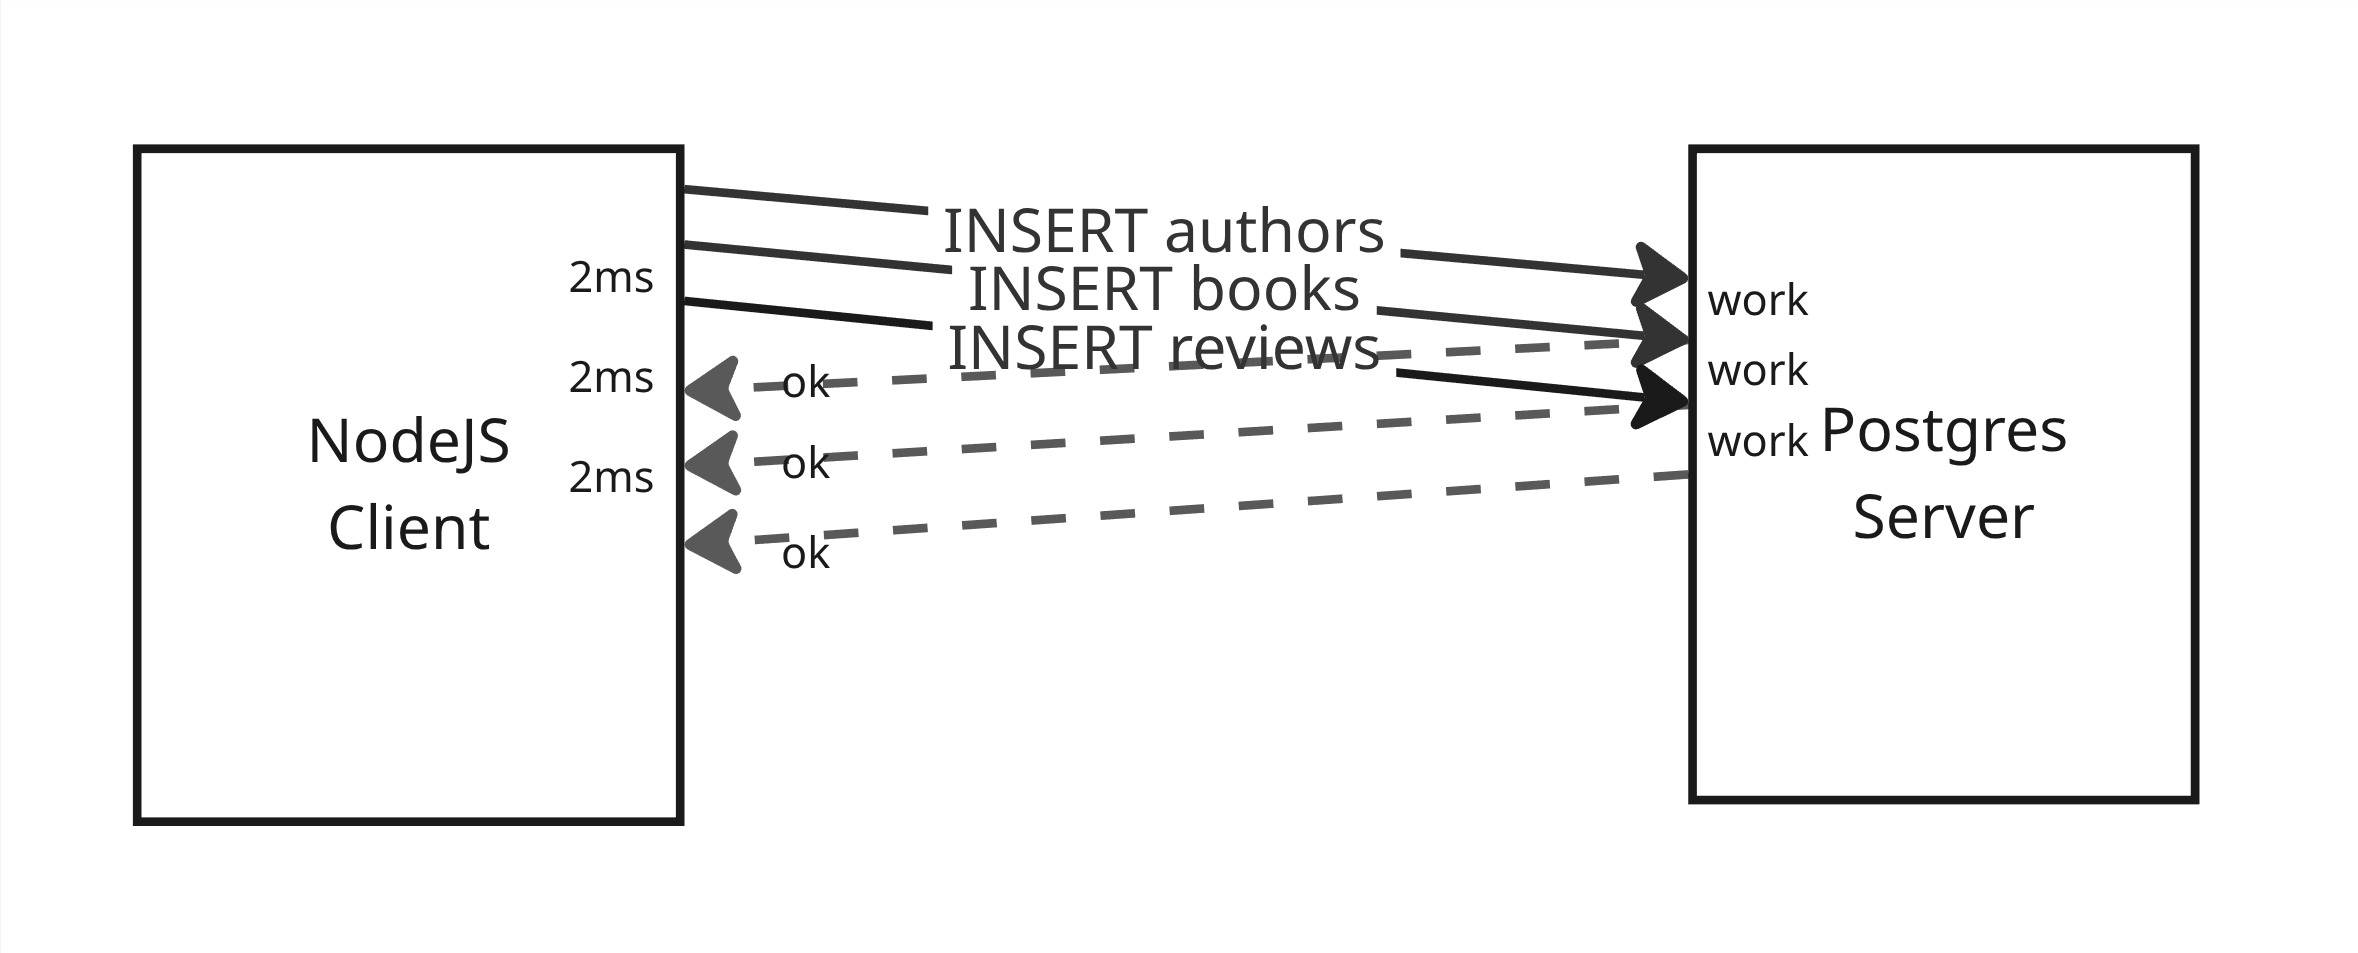 INSERT authors
INSERT books
INSERT reviews
2ms
2ms
2ms
NodeJS
Client
ok
ok
ok
work
work
work
Postgres
Server